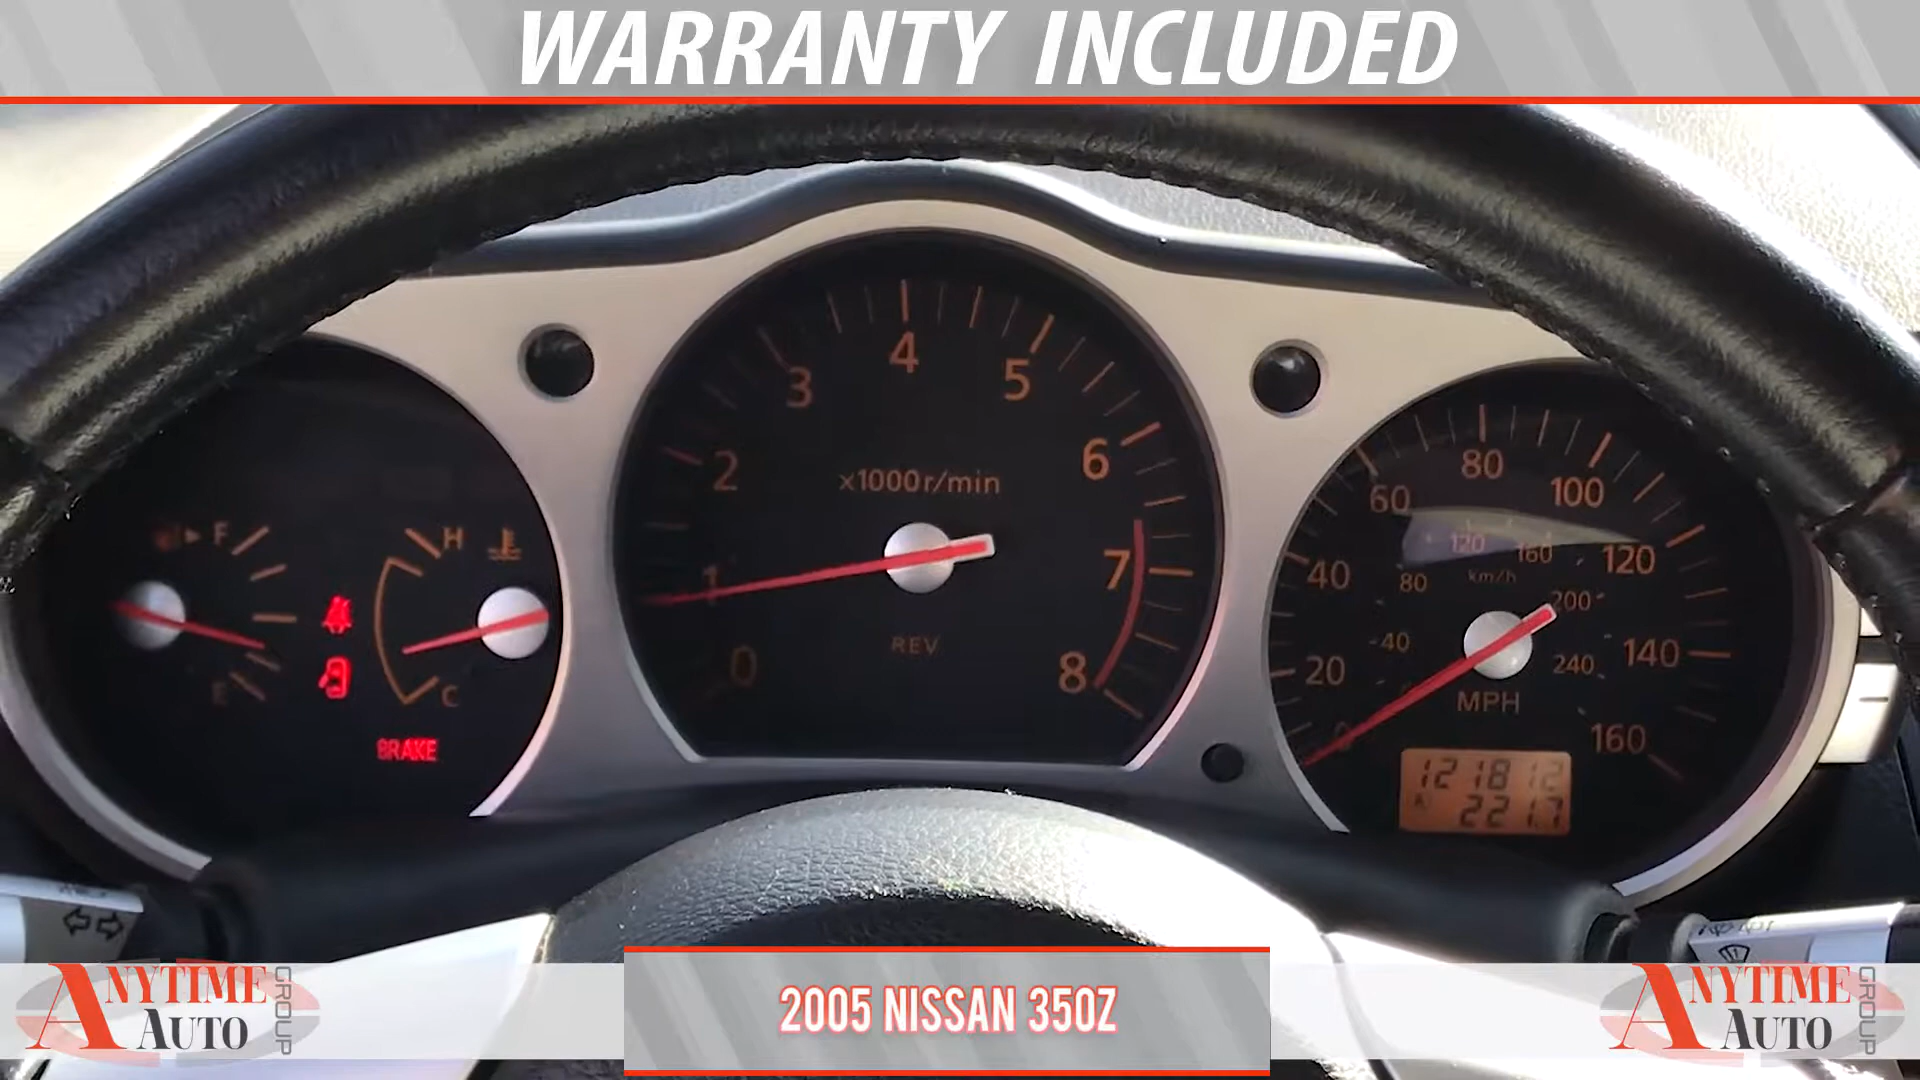 WARRANTY INCLUDED
4
3
5
2
6
x1000r/min
1
7
REV
0
8
F
H
E
C
BRAKE
80
60
100
120
160
120
40
80
km/h
200
40
20
240
140
MPH
0
160
121812
A
221.7
ANYTIME
AUTO
GROUP
2005 NISSAN 350Z
ANYTIME
AUTO
GROUP